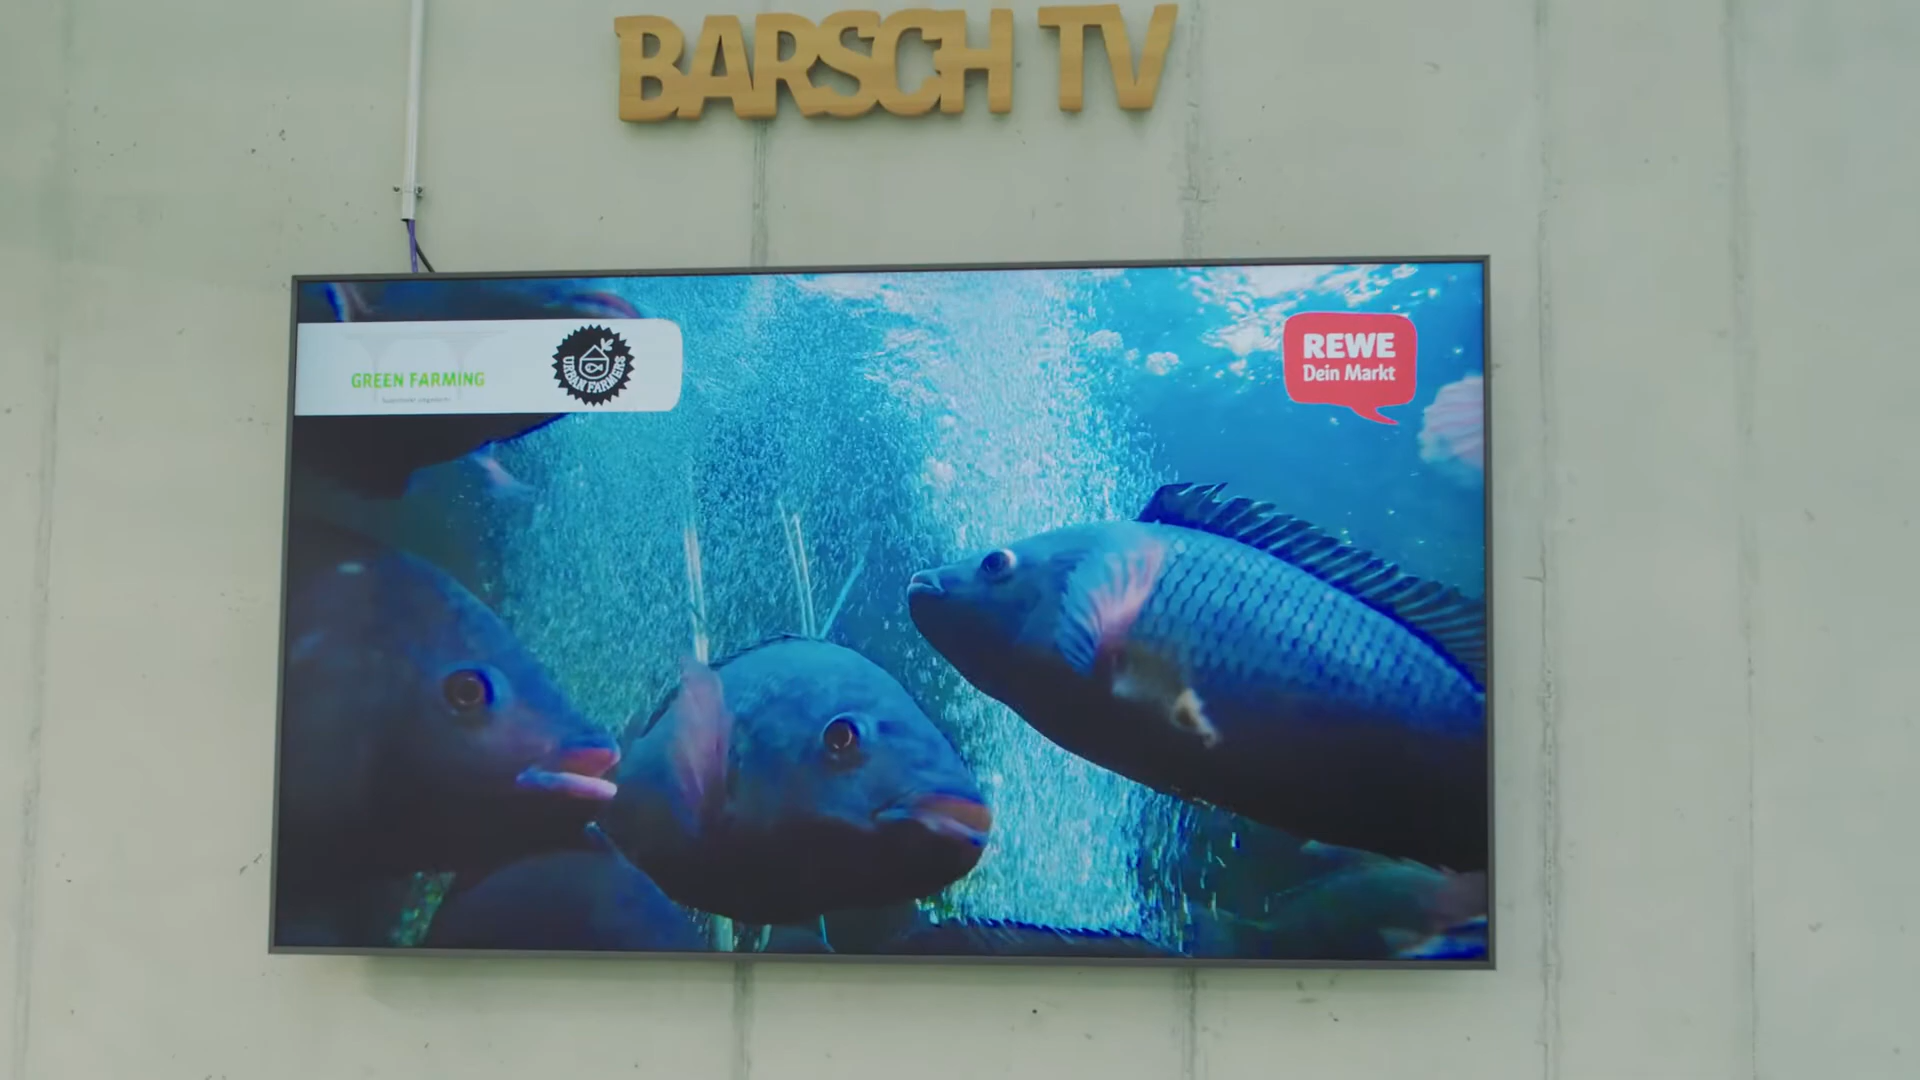 BARSCH TV
GREEN FARMING
URBAN FARMERS
REWE
Dein Markt